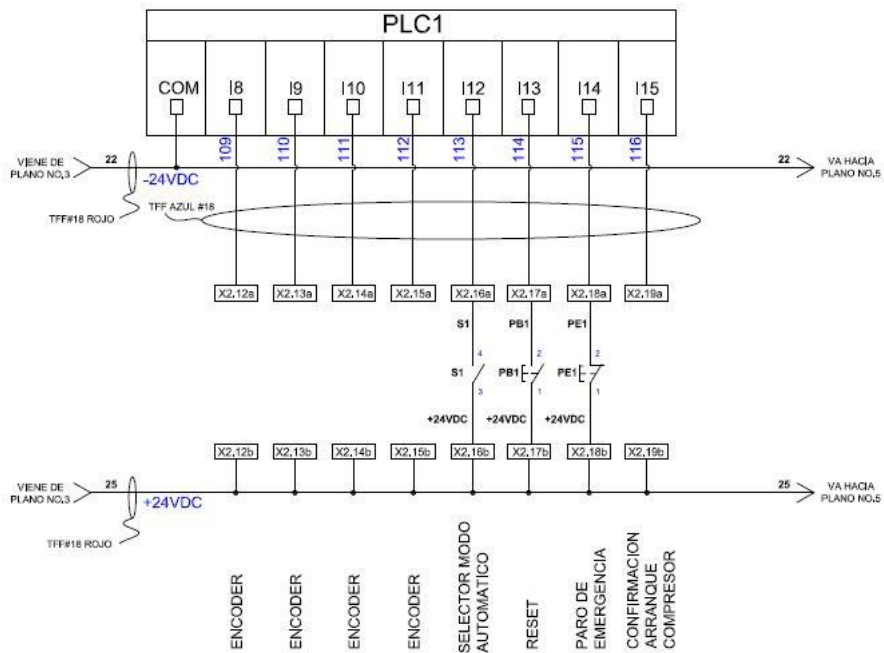 PLC1
COM I8 I9 I10 I11 I12 I13 I14 I15
109 110 111 112 113 114 115 116
VIENE DE
PLANO NO.3
22
-24VDC
22
VA HACIA
PLANO NO.5
TFF#18 ROJO
TFF AZUL #18
X2.12a X2.13a X2.14a X2.15a X2.16a X2.17a X2.18a X2.19a
S1 PB1 PE1
4 2 2
S1 PB1 PE1
3 1 1
+24VDC +24VDC +24VDC
X2.12b X2.13b X2.14b X2.15b X2.16b X2.17b X2.18b X2.19b
VIENE DE
PLANO NO.3
25
+24VDC
25
VA HACIA
PLANO NO.5
TFF#18 ROJO
ENCODER
ENCODER
ENCODER
ENCODER
SELECTOR MODO
AUTOMATICO
RESET
PARO DE
EMERGENCIA
CONFIRMACION
ARRANQUE
COMPRESOR